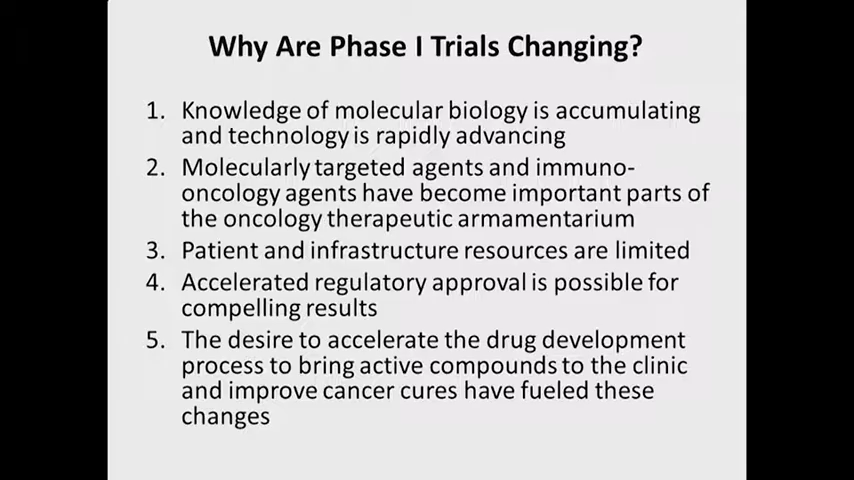 Why Are Phase I Trials Changing?
1. Knowledge of molecular biology is accumulating
and technology is rapidly advancing
2. Molecularly targeted agents and immuno-
oncology agents have become important parts of
the oncology therapeutic armamentarium
3. Patient and infrastructure resources are limited
4. Accelerated regulatory approval is possible for
compelling results
5. The desire to accelerate the drug development
process to bring active compounds to the clinic
and improve cancer cures have fueled these
changes